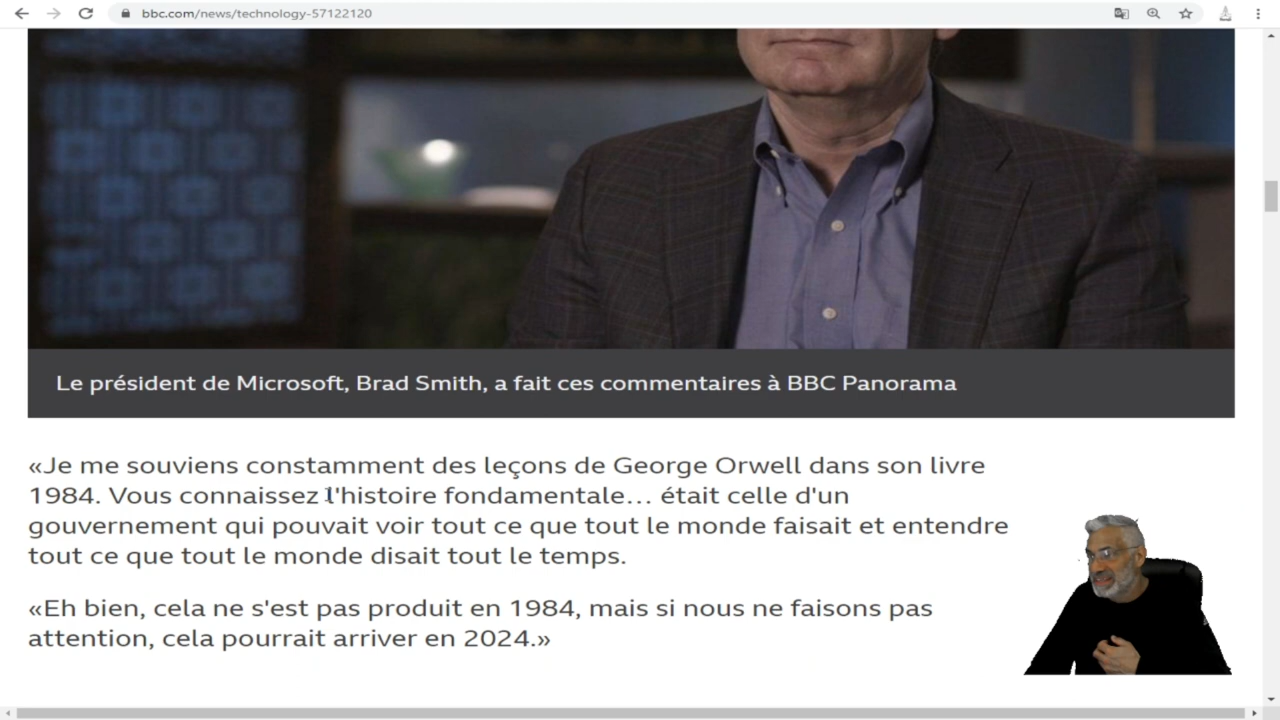 bbc.com/news/technology-57122120
Le président de Microsoft, Brad Smith, a fait ces commentaires à BBC Panorama
«Je me souviens constamment des leçons de George Orwell dans son livre
1984. Vous connaissez l'histoire fondamentale… était celle d'un
gouvernement qui pouvait voir tout ce que tout le monde faisait et entendre
tout ce que tout le monde disait tout le temps.
«Eh bien, cela ne s'est pas produit en 1984, mais si nous ne faisons pas
attention, cela pourrait arriver en 2024.»